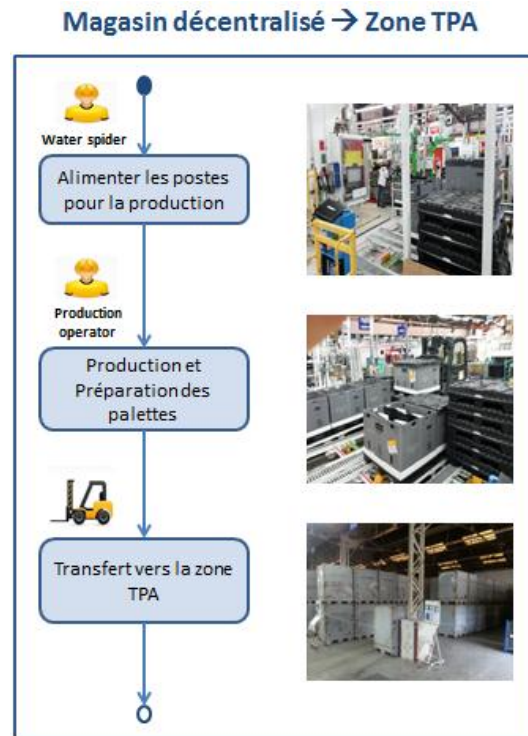 Magasin décentralisé → Zone TPA
Water spider
Alimenter les postes
pour la production
Production
operator
Production et
Préparation des
palettes
Transfert vers la zone
TPA